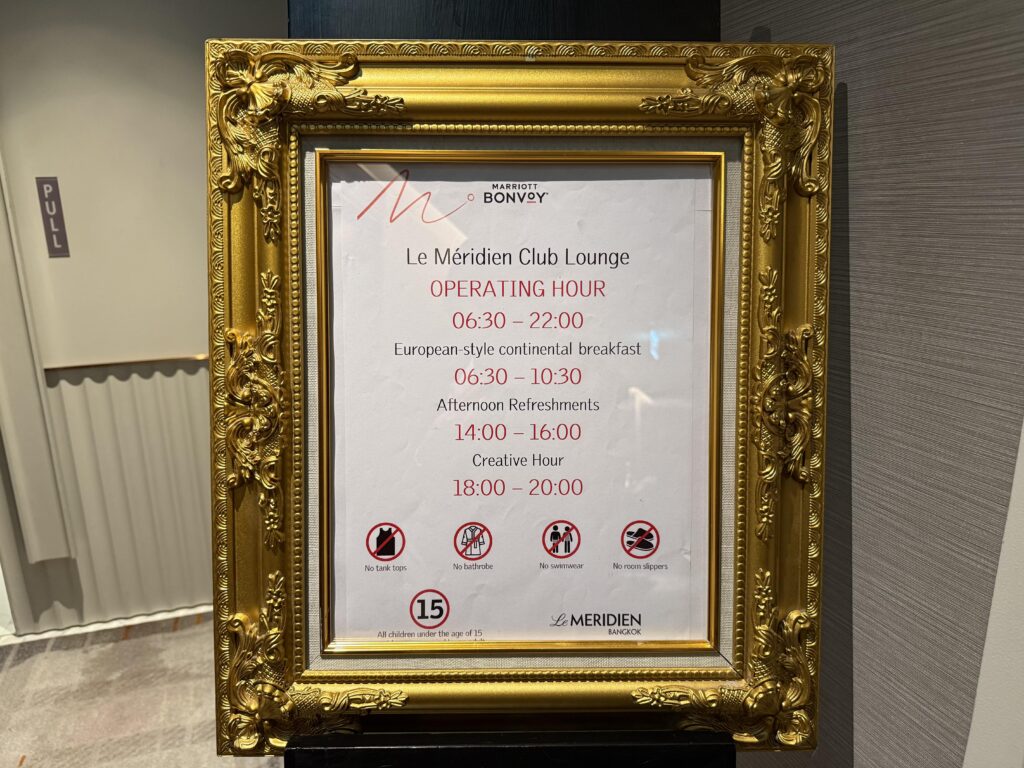 PULL
MARRIOTT
BONVOY™
Le Méridien Club Lounge
OPERATING HOUR
06:30 – 22:00
European-style continental breakfast
06:30 – 10:30
Afternoon Refreshments
14:00 – 16:00
Creative Hour
18:00 – 20:00
No tank tops
No bathrobe
No swimwear
No room slippers
15
All children under the age of 15
Le MERIDIEN
BANGKOK